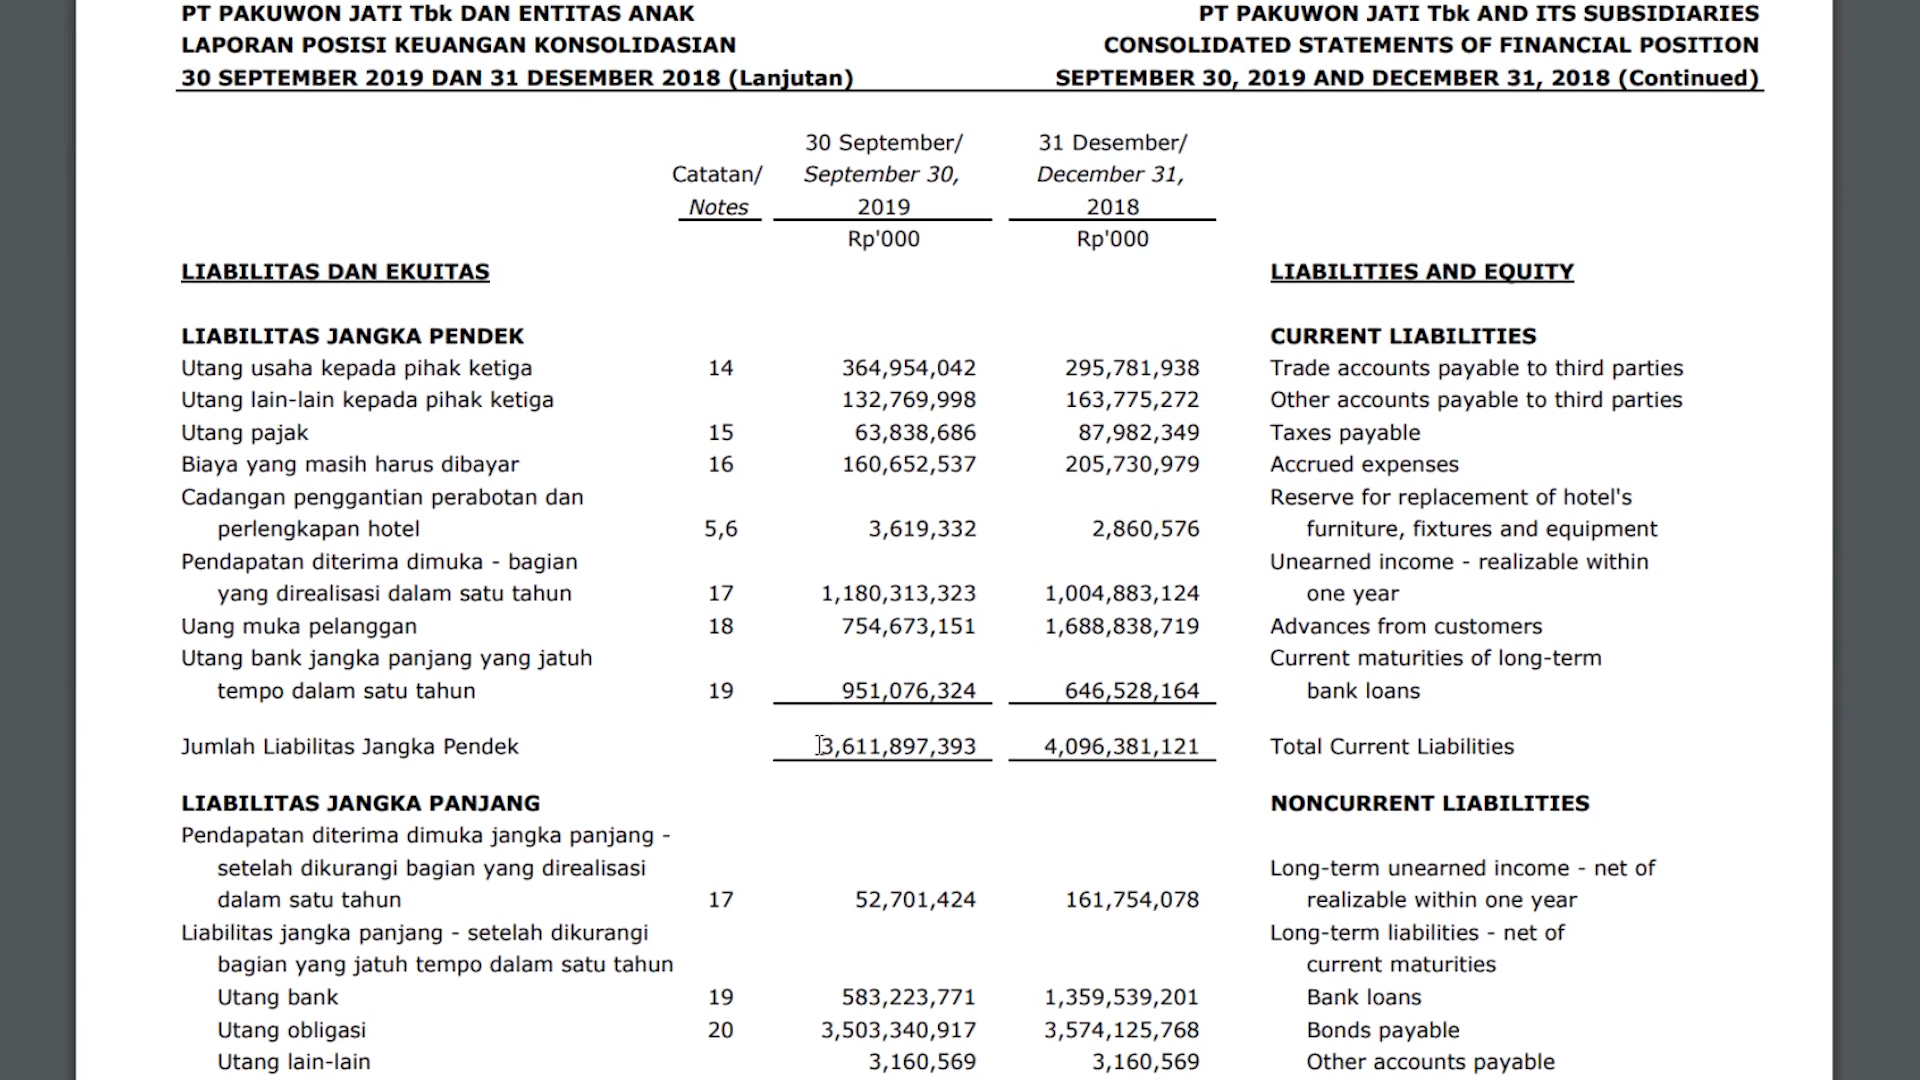 PT PAKUWON JATI Tbk DAN ENTITAS ANAK PT PAKUWON JATI Tbk AND ITS SUBSIDIARIES
LAPORAN POSISI KEUANGAN KONSOLIDASIAN CONSOLIDATED STATEMENTS OF FINANCIAL POSITION
30 SEPTEMBER 2019 DAN 31 DESEMBER 2018 (Lanjutan) SEPTEMBER 30, 2019 AND DECEMBER 31, 2018 (Continued)
30 September/ 31 Desember/
Catatan/ September 30, December 31,
Notes 2019 2018
Rp'000 Rp'000
LIABILITAS DAN EKUITAS LIABILITIES AND EQUITY
LIABILITAS JANGKA PENDEK CURRENT LIABILITIES
Utang usaha kepada pihak ketiga 14 364,954,042 295,781,938 Trade accounts payable to third parties
Utang lain-lain kepada pihak ketiga 132,769,998 163,775,272 Other accounts payable to third parties
Utang pajak 15 63,838,686 87,982,349 Taxes payable
Biaya yang masih harus dibayar 16 160,652,537 205,730,979 Accrued expenses
Cadangan penggantian perabotan dan Reserve for replacement of hotel's
perlengkapan hotel 5,6 3,619,332 2,860,576 furniture, fixtures and equipment
Pendapatan diterima dimuka - bagian Unearned income - realizable within
yang direalisasi dalam satu tahun 17 1,180,313,323 1,004,883,124 one year
Uang muka pelanggan 18 754,673,151 1,688,838,719 Advances from customers
Utang bank jangka panjang yang jatuh Current maturities of long-term
tempo dalam satu tahun 19 951,076,324 646,528,164 bank loans
Jumlah Liabilitas Jangka Pendek 3,611,897,393 4,096,381,121 Total Current Liabilities
LIABILITAS JANGKA PANJANG NONCURRENT LIABILITIES
Pendapatan diterima dimuka jangka panjang -
setelah dikurangi bagian yang direalisasi Long-term unearned income - net of
dalam satu tahun 17 52,701,424 161,754,078 realizable within one year
Liabilitas jangka panjang - setelah dikurangi Long-term liabilities - net of
bagian yang jatuh tempo dalam satu tahun current maturities
Utang bank 19 583,223,771 1,359,539,201 Bank loans
Utang obligasi 20 3,503,340,917 3,574,125,768 Bonds payable
Utang lain-lain 3,160,569 3,160,569 Other accounts payable